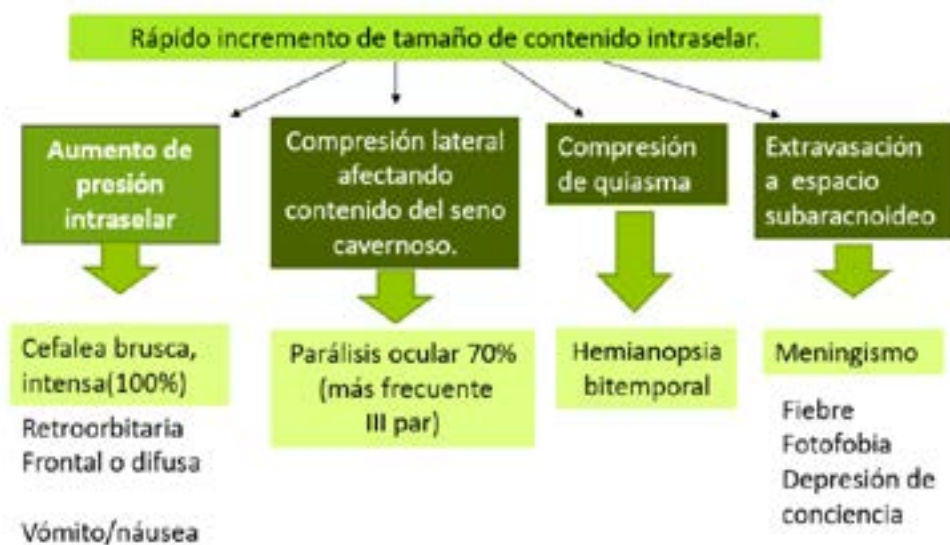 Rápido incremento de tamaño de contenido intraselar.
Aumento de
presión
intraselar
Compresión lateral
afectando
contenido del seno
cavernoso.
Compresión
de quiasma
Extravasación
a espacio
subaracnoideo
Cefalea brusca,
intensa(100%)
Retroorbitaria
Frontal o difusa
Vómito/náusea
Parálisis ocular 70%
(más frecuente
III par)
Hemianopsia
bitemporal
Meningismo
Fiebre
Fotofobia
Depresión de
conciencia